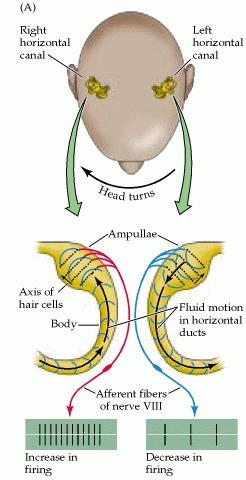 (A)
Right
horizontal
canal
Left
horizontal
canal
Head turns
Ampullae
Axis of
hair cells
Body
Fluid motion
in horizontal
ducts
Afferent fibers
of nerve VIII
Increase in
firing
Decrease in
firing